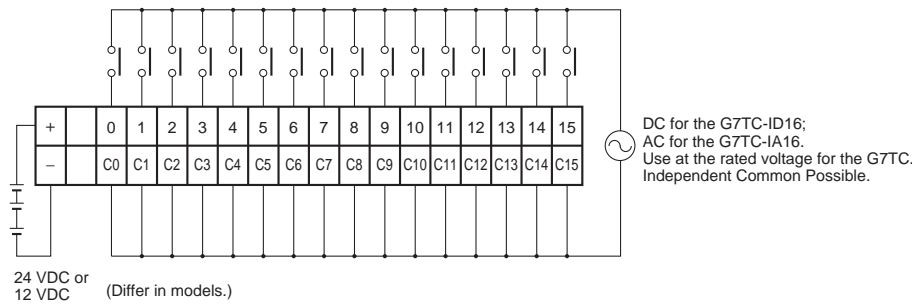 + 0 1 2 3 4 5 6 7 8 9 10 11 12 13 14 15
− C0 C1 C2 C3 C4 C5 C6 C7 C8 C9 C10 C11 C12 C13 C14 C15
DC for the G7TC-ID16;
AC for the G7TC-IA16.
Use at the rated voltage for the G7TC.
Independent Common Possible.
24 VDC or
12 VDC (Differ in models.)